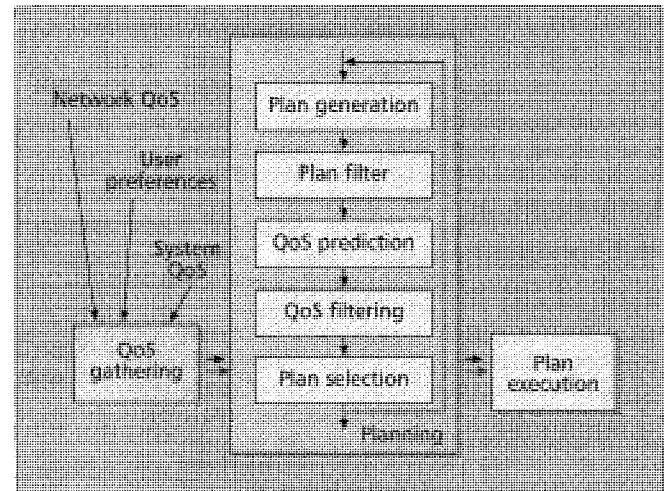 Network QoS
User
preferences
System
QoS
QoS
gathering
Plan generation
Plan filter
QoS prediction
QoS filtering
Plan selection
Planning
Plan
execution